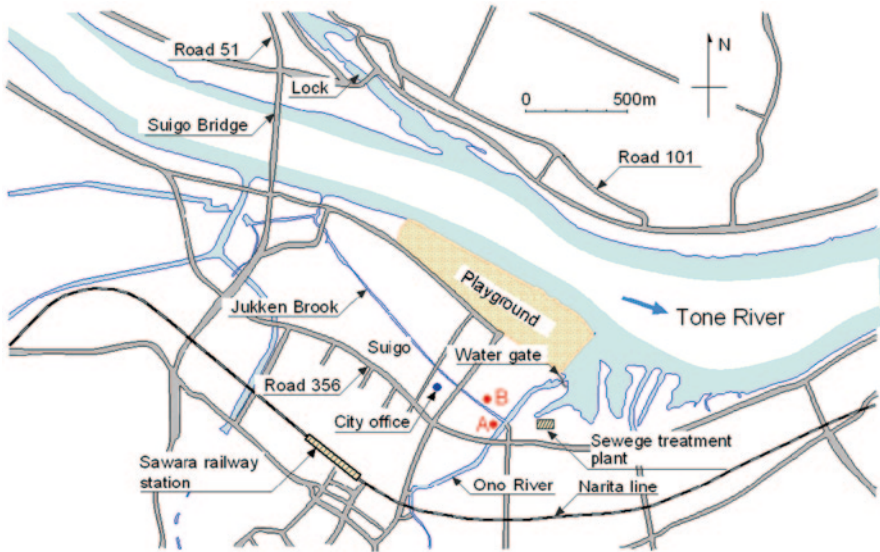 Road 51
N
Lock
0
500m
Suigo Bridge
Road 101
Playground
Jukken Brook
Tone River
Suigo
Water gate
Road 356
B
City office
A
Sewege treatment
plant
Sawara railway
station
Ono River
Narita line